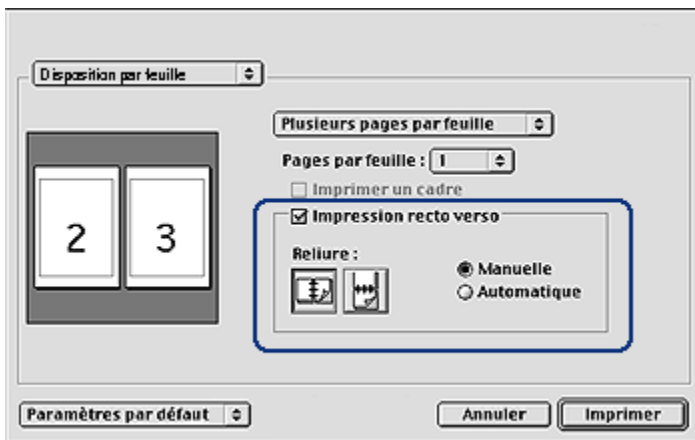 Disposition par feuille
Plusieurs pages par feuille
Pages par feuille : 1
Imprimer un cadre
Impression recto verso
2 3
Reliure :
Manuelle
Automatique
Paramètres par défaut
Annuler
Imprimer